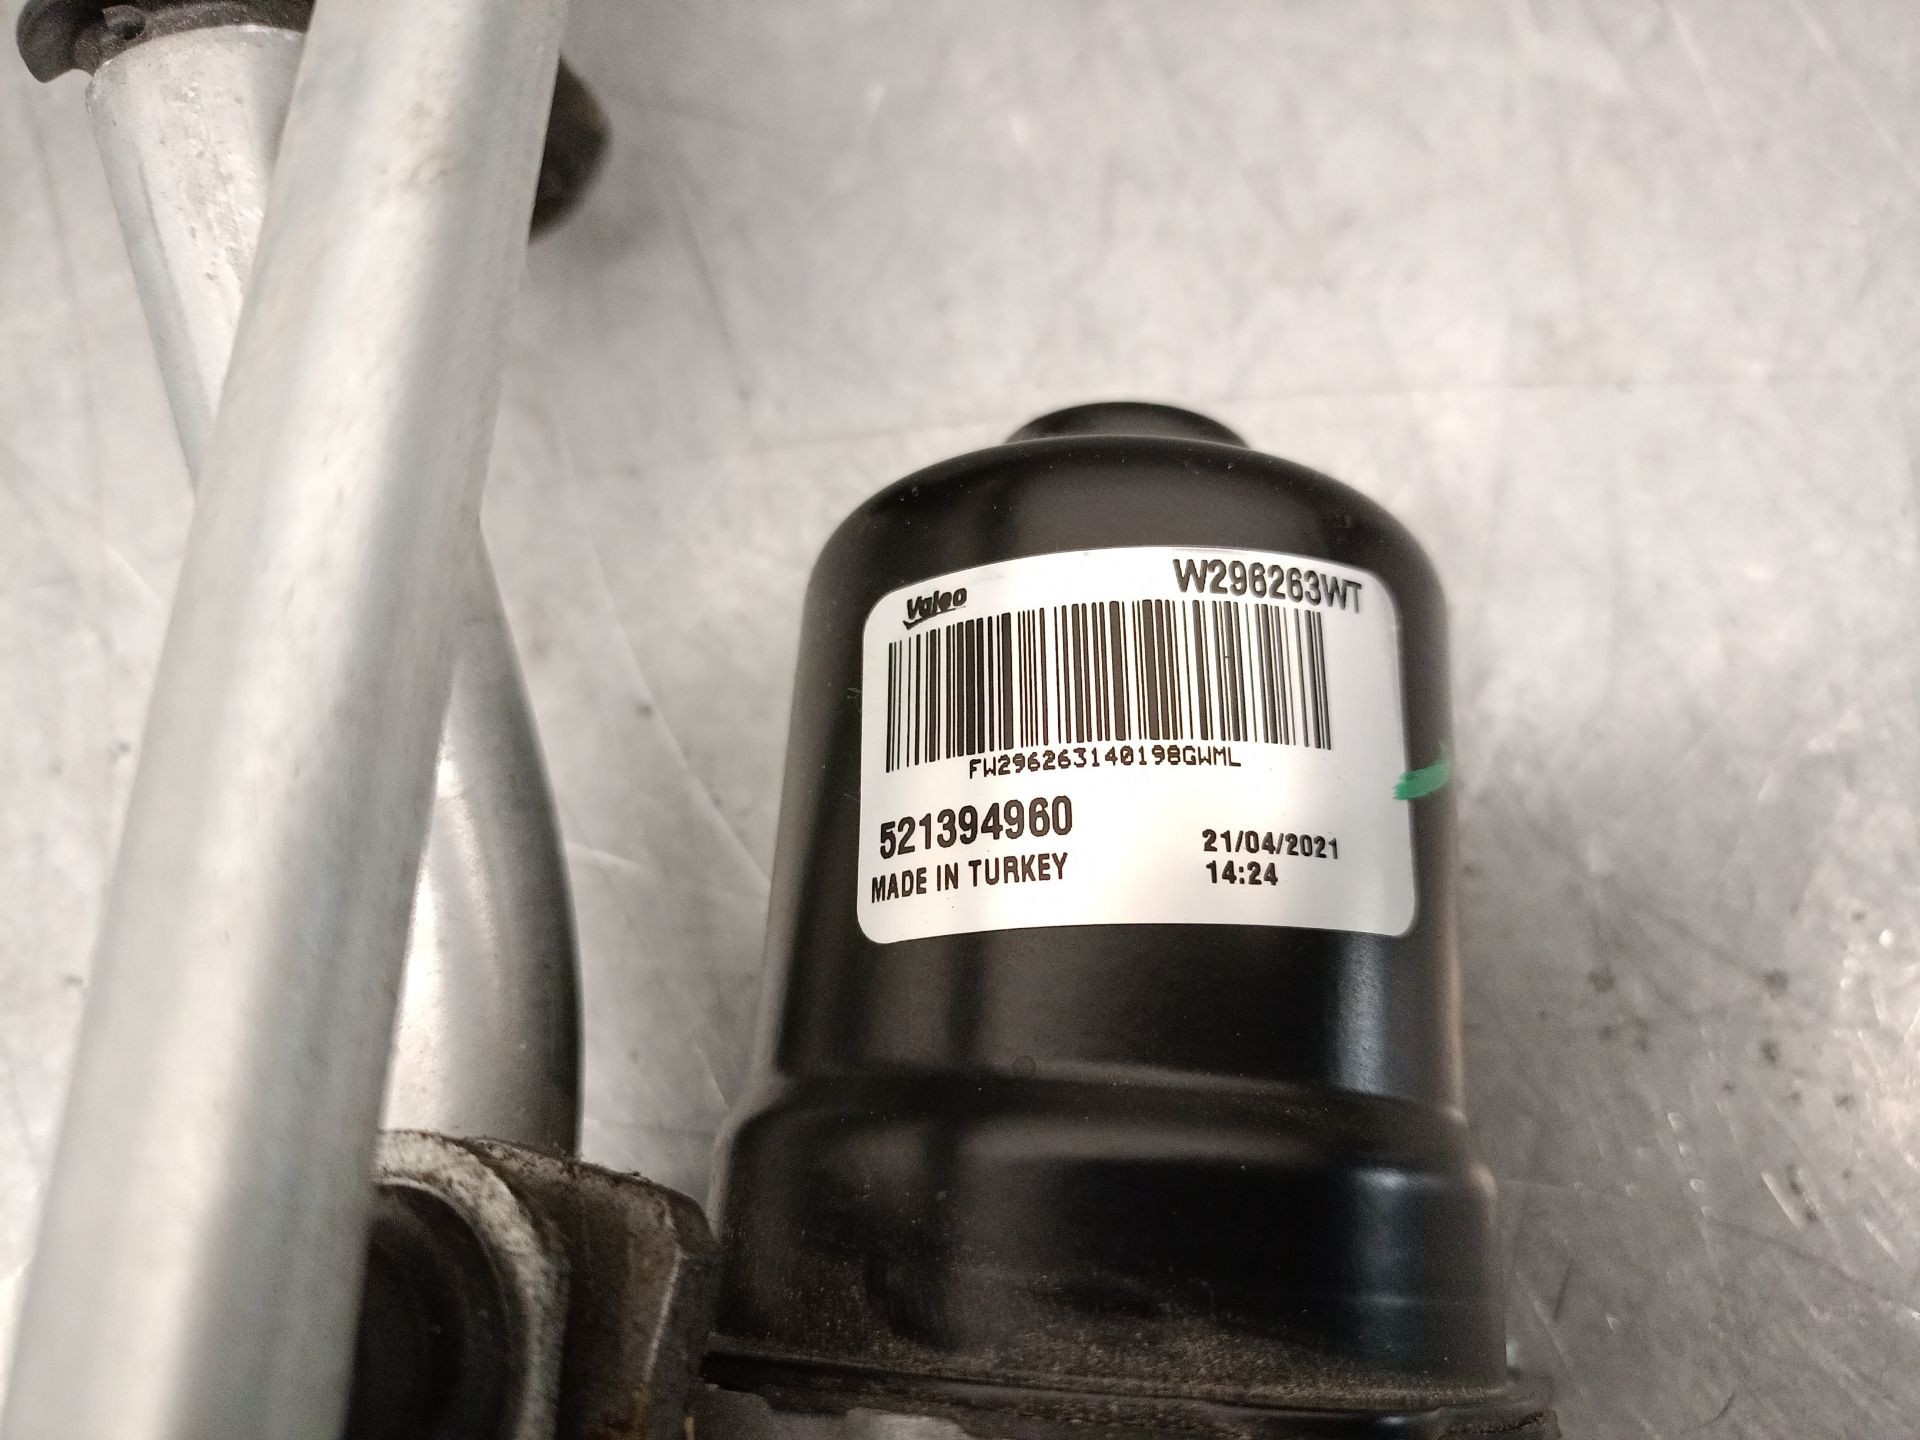 Valeo
W296263WT
FW296263140198GWML
521394960
MADE IN TURKEY
21/04/2021
14:24